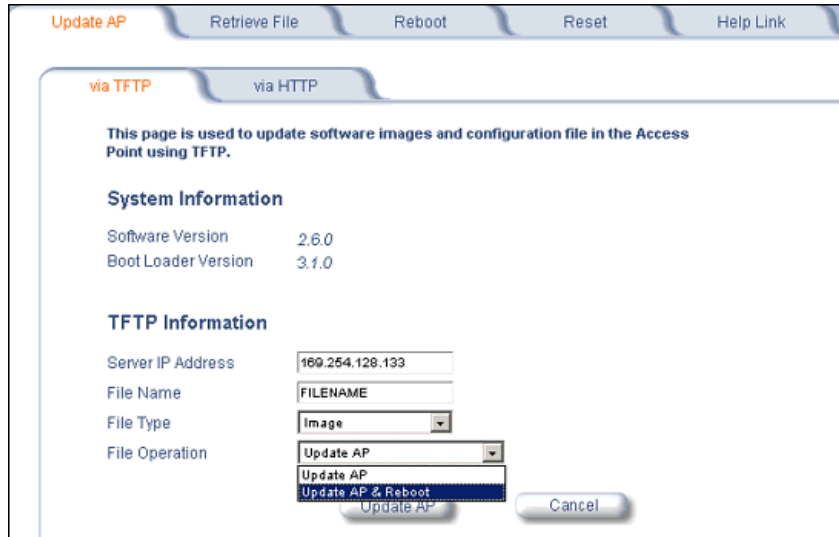 Update AP Retrieve File Reboot Reset Help Link
via TFTP via HTTP
This page is used to update software images and configuration file in the Access
Point using TFTP.
System Information
Software Version 2.6.0
Boot Loader Version 3.1.0
TFTP Information
Server IP Address 169.254.128.133
File Name FILENAME
File Type Image
File Operation Update AP
Update AP
Update AP & Reboot
Update AP Cancel